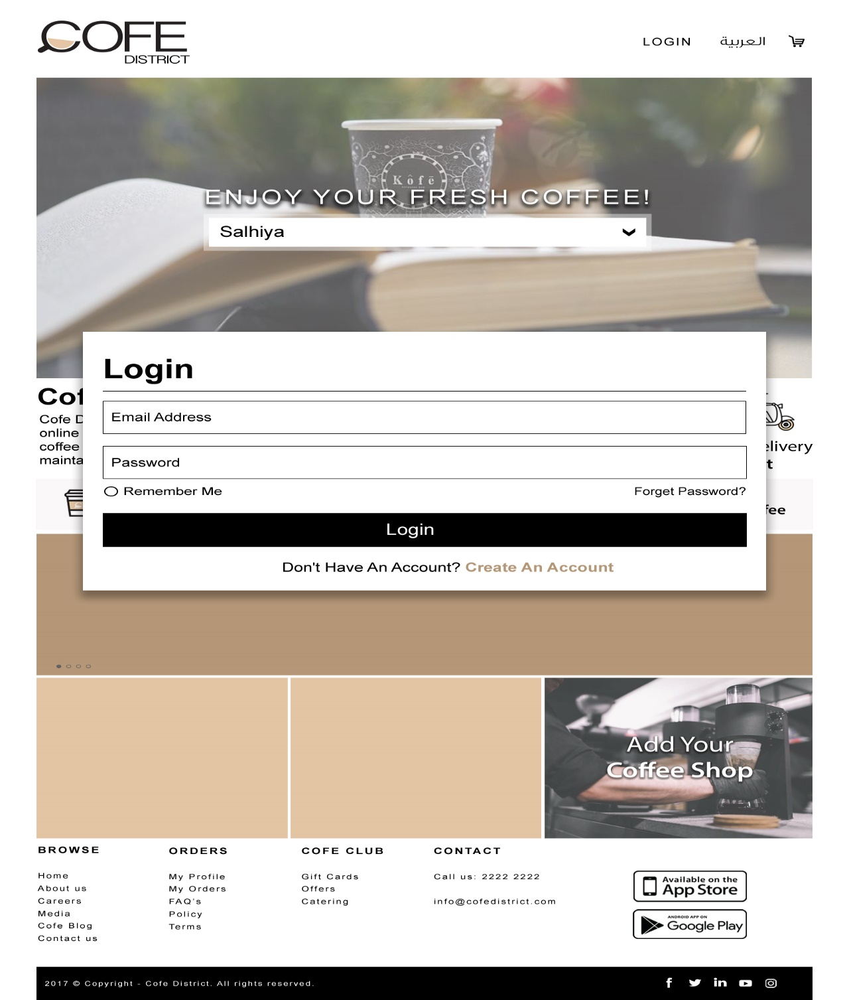 COFE
DISTRICT
LOGIN
العربية
Kôfē
ENJOY YOUR FRESH COFFEE!
Salhiya
Login
Email Address
Password
Remember Me
Forget Password?
Login
Don't Have An Account? Create An Account
Cofe D
online
coffee
mainta
elivery
t
fee
Add Your
Coffee Shop
BROWSE
Home
About us
Careers
Media
Cofe Blog
Contact us
ORDERS
My Profile
My Orders
FAQ's
Policy
Terms
COFE CLUB
Gift Cards
Offers
Catering
CONTACT
Call us: 2222 2222
info@cofedistrict.com
Available on the
App Store
ANDROID APP ON
Google Play
2017 © Copyright - Cofe District. All rights reserved.